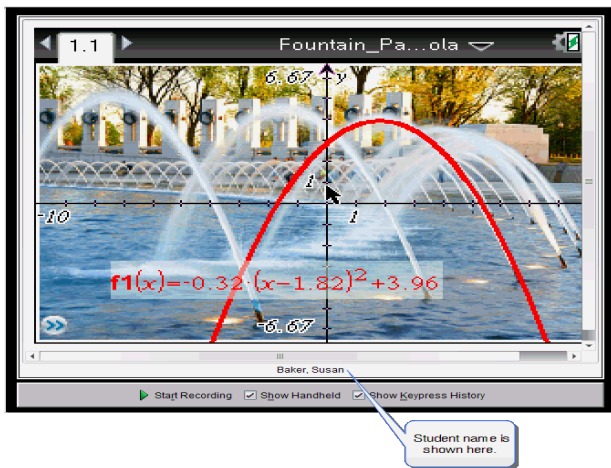 1.1
Fountain_Pa...ola
6.67 y
1
-10
1
f1(x)=-0.32·(x-1.82)²+3.96
-6.67
Baker, Susan
Start Recording Show Handheld Show Keypress History
Student name is
shown here.